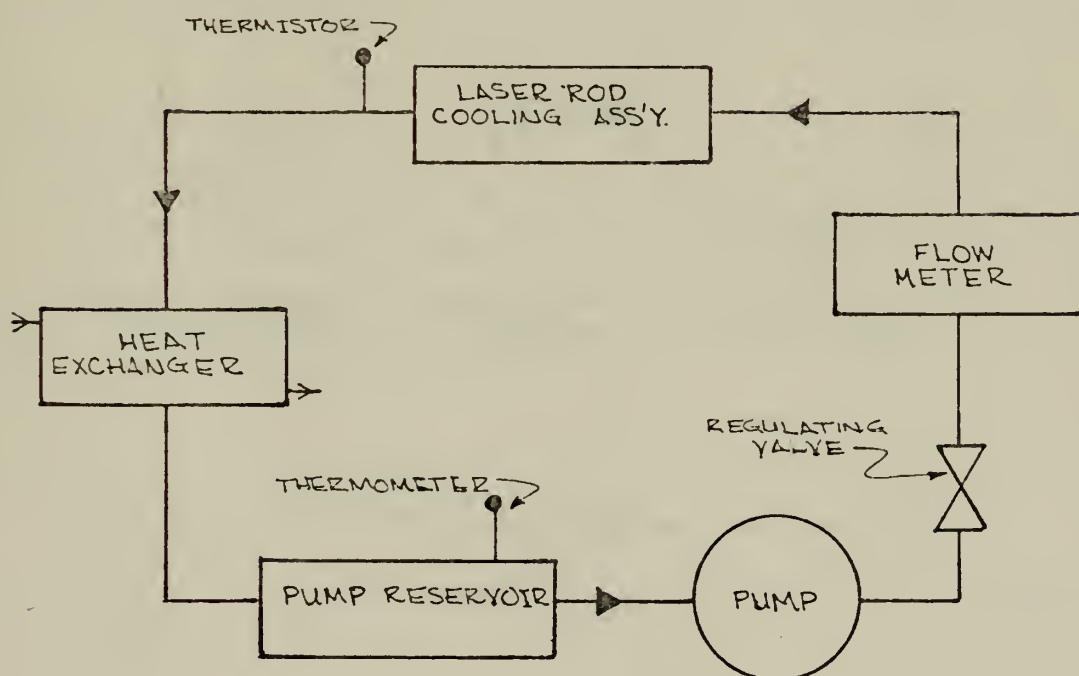 THERMISTOR
LASER ROD
COOLING ASS'Y.
FLOW
METER
HEAT
EXCHANGER
REGULATING
VALVE
THERMOMETER
PUMP RESERVOIR
PUMP